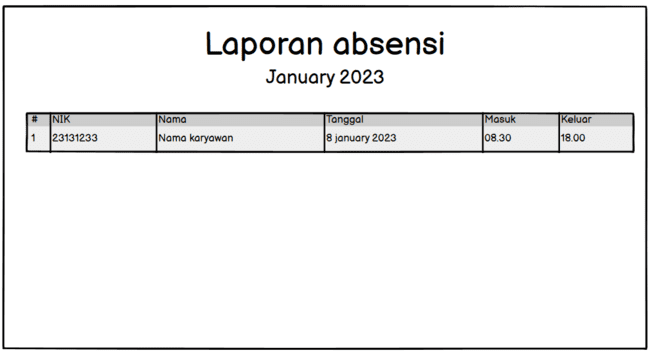 Laporan absensi
January 2023
# NIK Nama Tanggal Masuk Keluar
1 23131233 Nama karyawan 8 january 2023 08.30 18.00